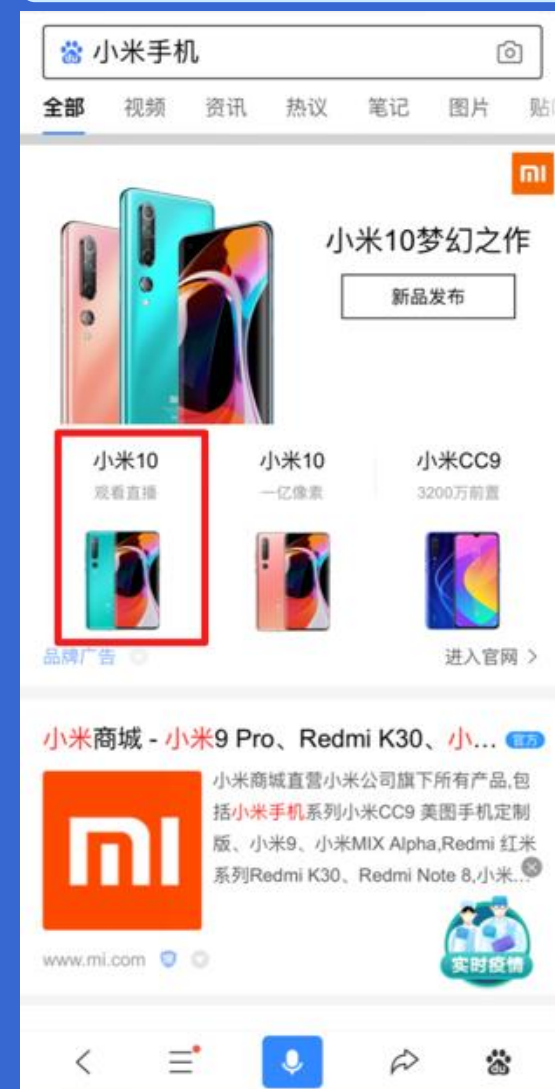 小米手机
全部 视频 资讯 热议 笔记 图片 贴
小米10梦幻之作
新品发布
小米10 小米10 小米CC9
观看直播 一亿像素 3200万前置
品牌广告 进入官网 >
小米商城 - 小米9 Pro、Redmi K30、小... 官方
小米商城直营小米公司旗下所有产品,包
括小米手机系列小米CC9 美图手机定制
版、小米9、小米MIX Alpha,Redmi 红米
系列Redmi K30、Redmi Note 8,小米...
www.mi.com
实时疫情